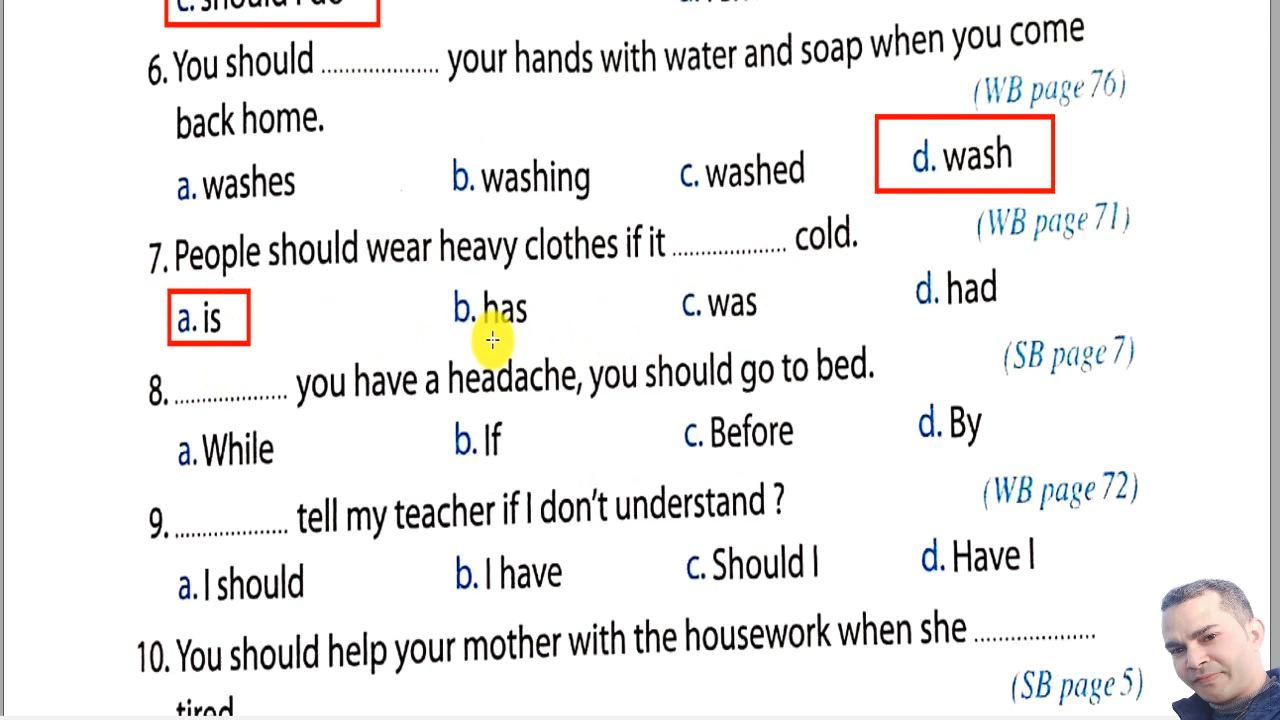 c. should I do
6. You should .................... your hands with water and soap when you come
back home.
(WB page 76)
a. washes b. washing c. washed d. wash
7. People should wear heavy clothes if it .................... cold.
(WB page 71)
a. is b. has c. was d. had
8. .................... you have a headache, you should go to bed.
(SB page 7)
a. While b. If c. Before d. By
9. .................... tell my teacher if I don't understand ?
(WB page 72)
a. I should b. I have c. Should I d. Have I
10. You should help your mother with the housework when she ....................
tired
(SB page 5)